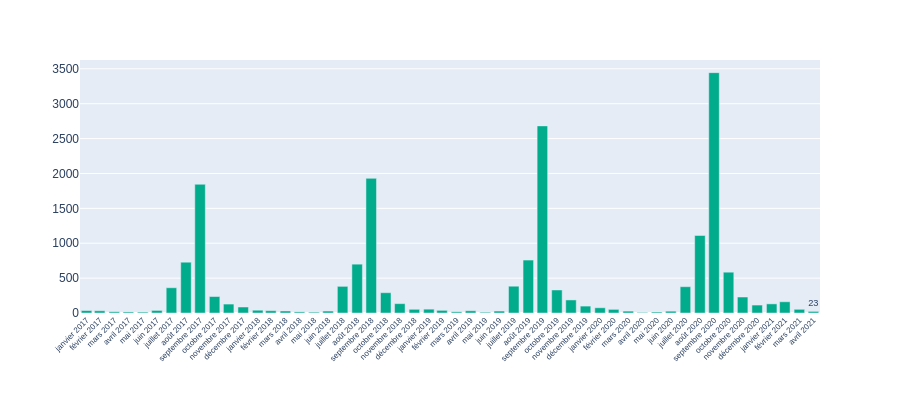 3500
3000
2500
2000
1500
1000
500
0
23
janvier 2017
février 2017
mars 2017
avril 2017
mai 2017
juin 2017
juillet 2017
août 2017
septembre 2017
octobre 2017
novembre 2017
décembre 2017
janvier 2018
février 2018
mars 2018
avril 2018
mai 2018
juin 2018
juillet 2018
août 2018
septembre 2018
octobre 2018
novembre 2018
décembre 2018
janvier 2019
février 2019
mars 2019
avril 2019
mai 2019
juin 2019
juillet 2019
août 2019
septembre 2019
octobre 2019
novembre 2019
décembre 2019
janvier 2020
février 2020
mars 2020
avril 2020
mai 2020
juin 2020
juillet 2020
août 2020
septembre 2020
octobre 2020
novembre 2020
décembre 2020
janvier 2021
février 2021
mars 2021
avril 2021